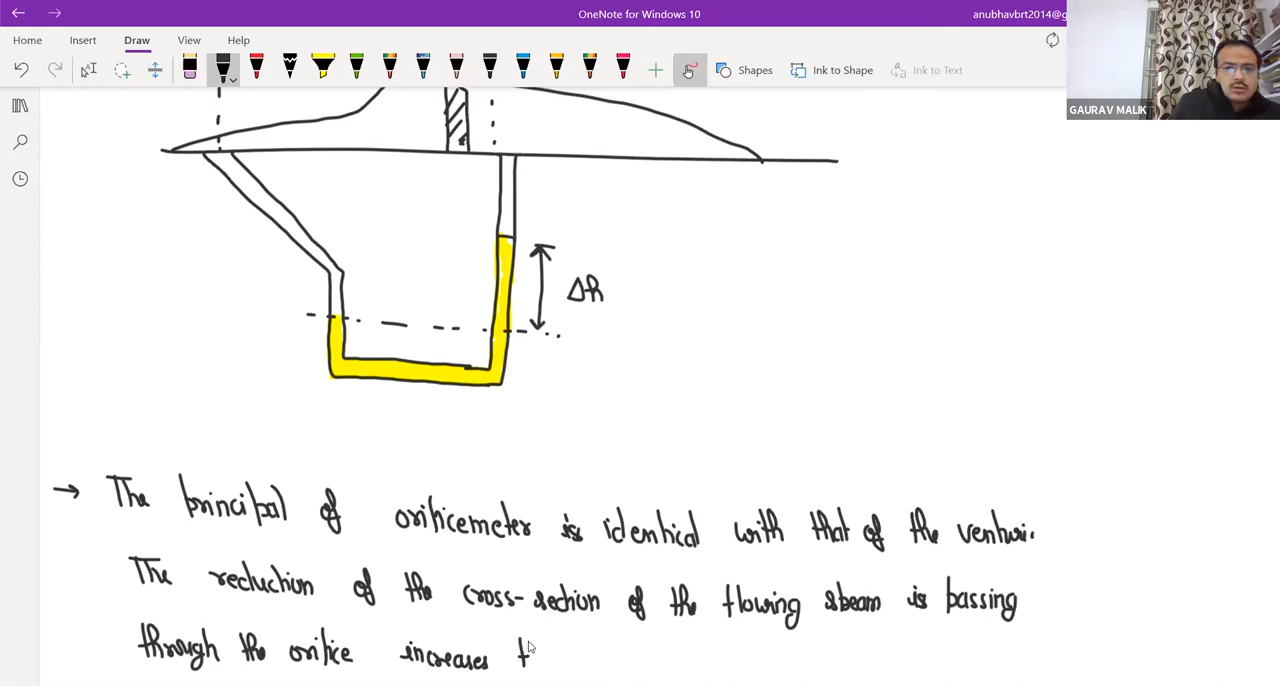 OneNote for Windows 10
anubhavbrt2014@g
Home Insert Draw View Help
Shapes Ink to Shape Ink to Text
GAURAV MALIK
Δh
→ The principal of orificemeter is identical with that of the venturi.
The reduction of the cross-section of the flowing steam is passing
through the orifice increases t